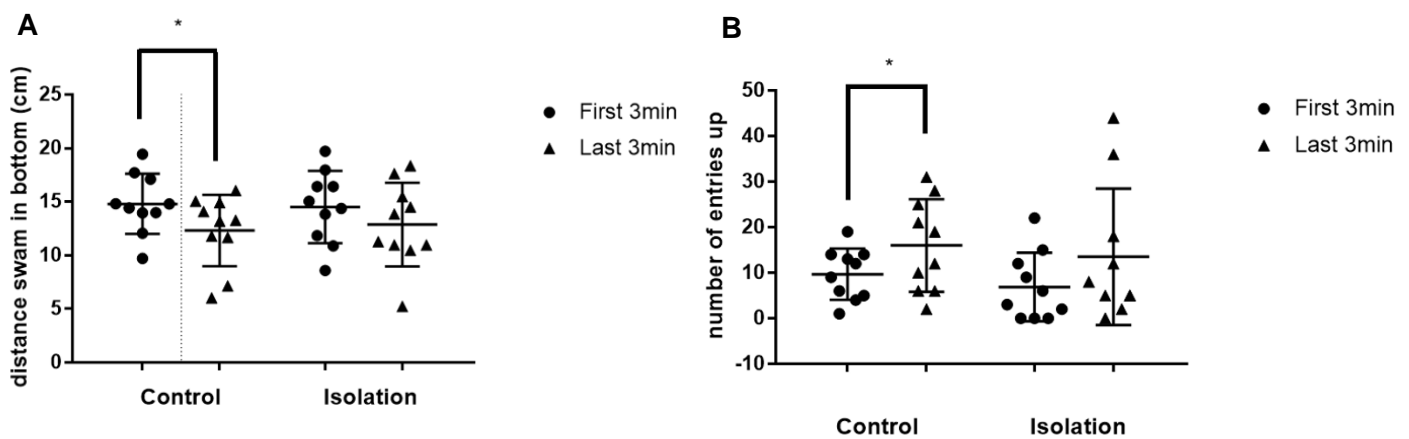 A
*
distance swam in bottom (cm)
25
20
15
10
5
0
Control
Isolation
First 3min
Last 3min
B
*
number of entries up
50
40
30
20
10
0
-10
Control
Isolation
First 3min
Last 3min